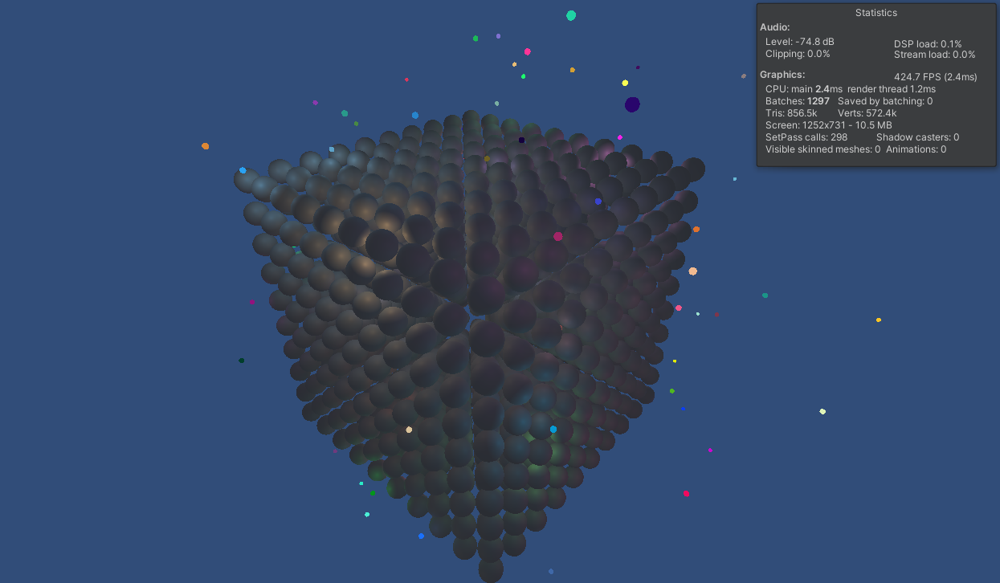 Statistics
Audio:
Level: -74.8 dB DSP load: 0.1%
Clipping: 0.0% Stream load: 0.0%
Graphics: 424.7 FPS (2.4ms)
CPU: main 2.4ms render thread 1.2ms
Batches: 1297 Saved by batching: 0
Tris: 856.5k Verts: 572.4k
Screen: 1252x731 - 10.5 MB
SetPass calls: 298 Shadow casters: 0
Visible skinned meshes: 0 Animations: 0